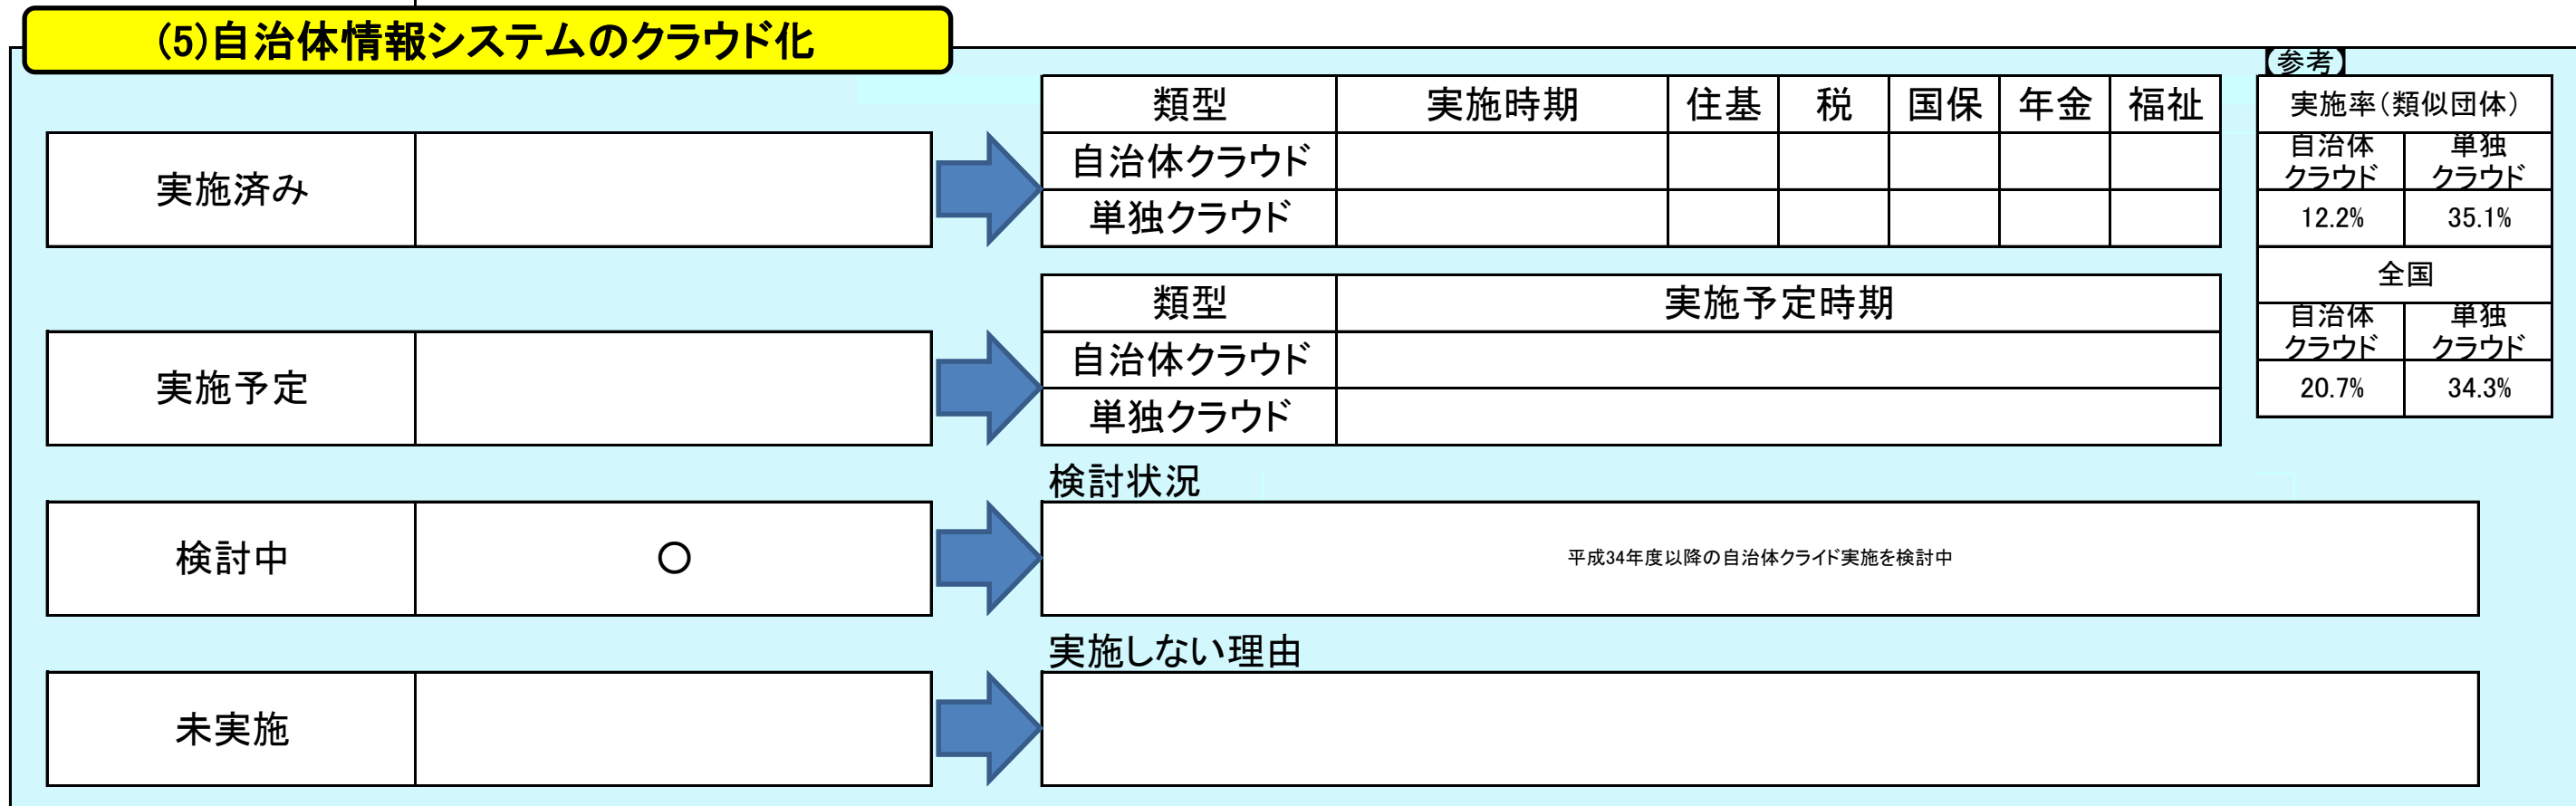 (5)自治体情報システムのクラウド化
【参考】
類型 実施時期 住基 税 国保 年金 福祉
実施済み
自治体クラウド
単独クラウド
実施率(類似団体)
自治体
クラウド
単独
クラウド
12.2% 35.1%
全国
自治体
クラウド
単独
クラウド
20.7% 34.3%
類型 実施予定時期
実施予定
自治体クラウド
単独クラウド
検討状況
検討中 ○
平成34年度以降の自治体クライド実施を検討中
実施しない理由
未実施